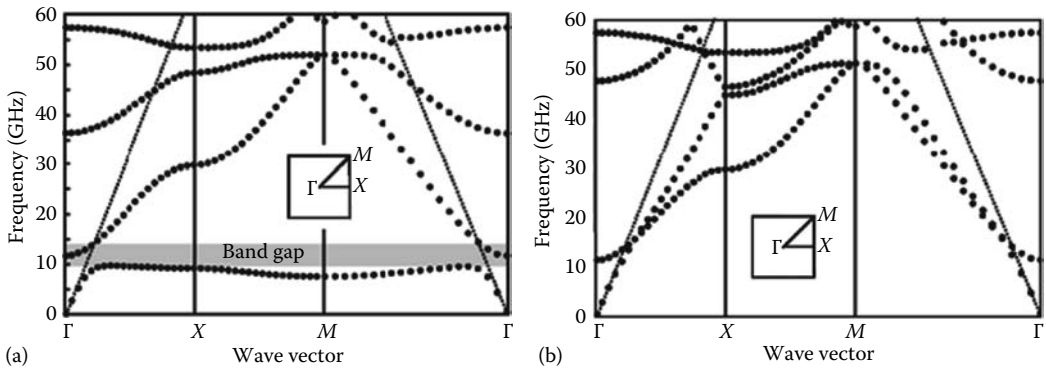 60
50
40
30
20
10
0
Frequency (GHz)
Band gap
M
Γ
X
Γ
X
M
Γ
Wave vector
(a)
60
50
40
30
20
10
0
Frequency (GHz)
M
Γ
X
Γ
X
M
Γ
Wave vector
(b)